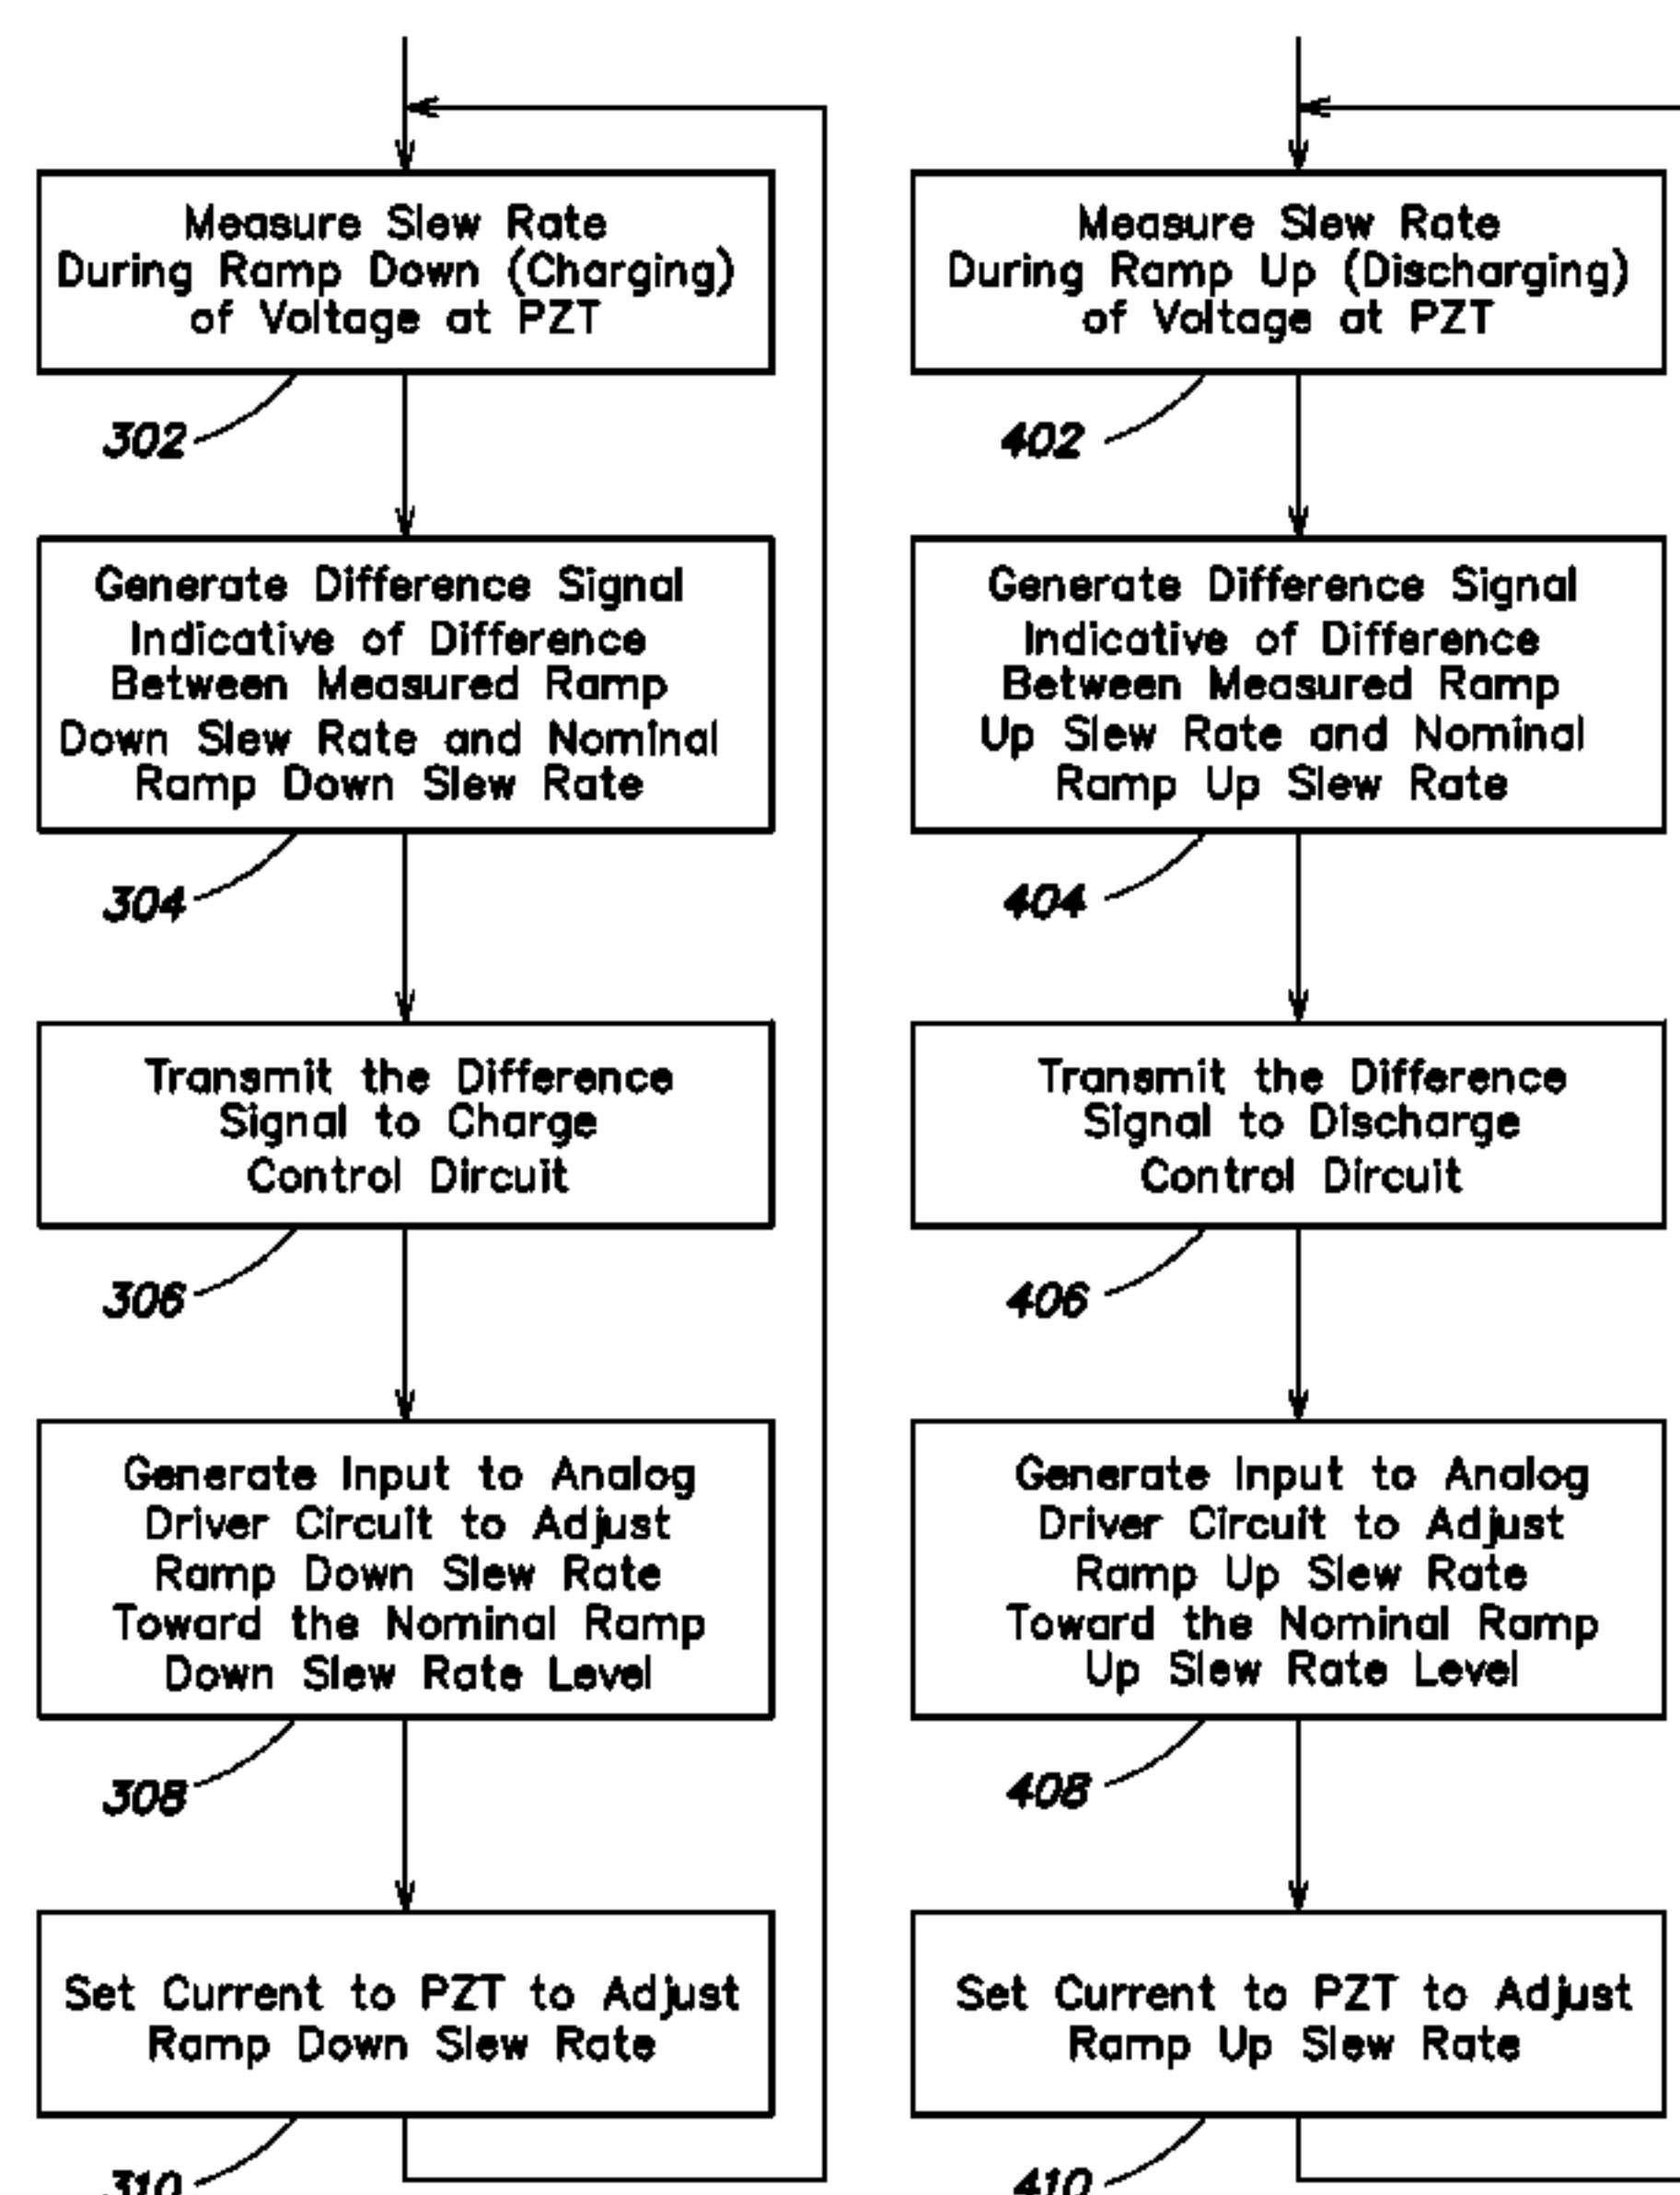 Measure Slew Rate
During Ramp Down (Charging)
of Voltage at PZT
302
Generate Difference Signal
Indicative of Difference
Between Measured Ramp
Down Slew Rate and Nominal
Ramp Down Slew Rate
304
Transmit the Difference
Signal to Charge
Control Dircuit
306
Generate Input to Analog
Driver Circuit to Adjust
Ramp Down Slew Rate
Toward the Nominal Ramp
Down Slew Rate Level
308
Set Current to PZT to Adjust
Ramp Down Slew Rate
310
Measure Slew Rate
During Ramp Up (Discharging)
of Voltage at PZT
402
Generate Difference Signal
Indicative of Difference
Between Measured Ramp
Up Slew Rate and Nominal
Ramp Up Slew Rate
404
Transmit the Difference
Signal to Discharge
Control Dircuit
406
Generate Input to Analog
Driver Circuit to Adjust
Ramp Up Slew Rate
Toward the Nominal Ramp
Up Slew Rate Level
408
Set Current to PZT to Adjust
Ramp Up Slew Rate
410